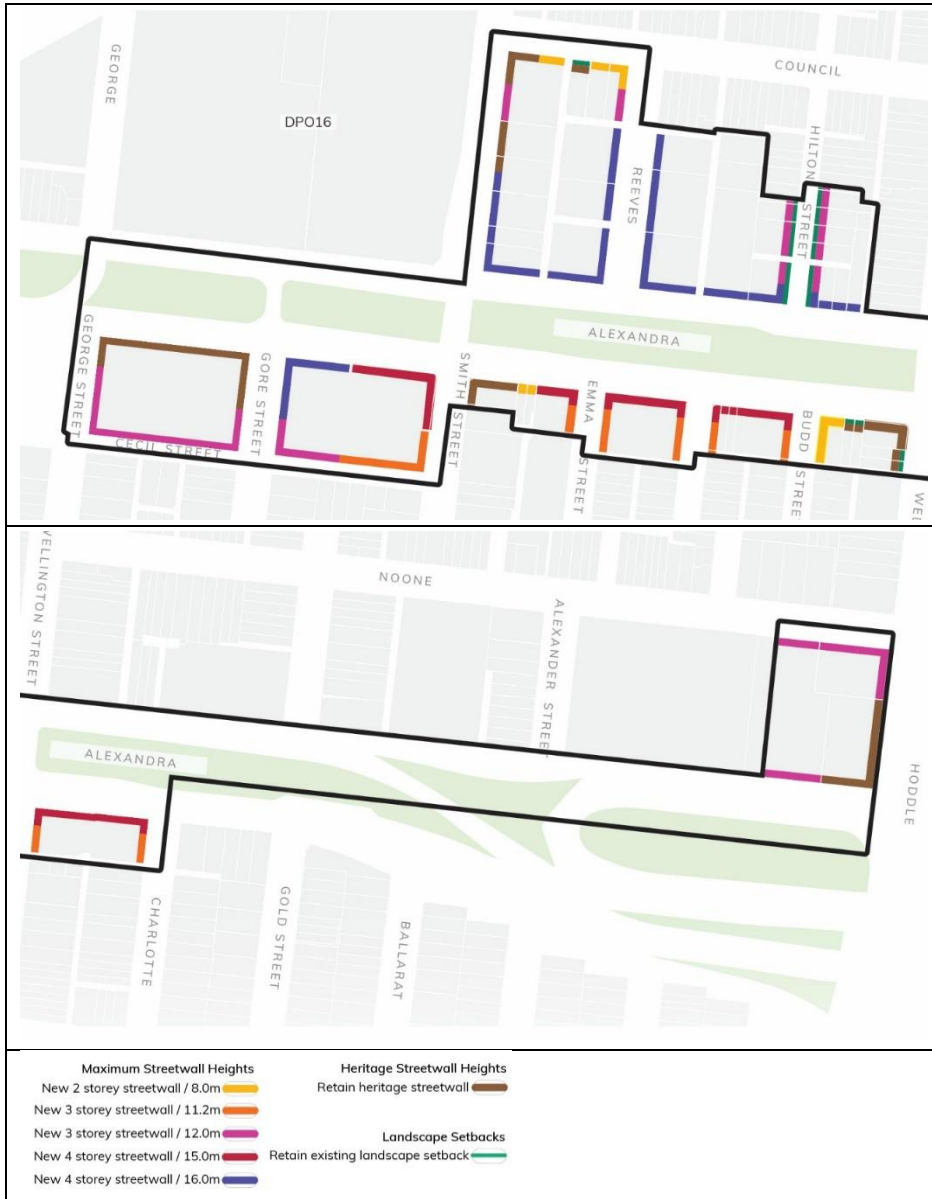 GEORGE
COUNCIL
DPO16
HILTON
STREET
REEVES
ALEXANDRA
GEORGE STREET
GORE STREET
SMITH STREET
EMMA
STREET
BUDD
STREE
WEL
CECIL STREET
NOONE
VELLINGTON STREET
ALEXANDER STREET
ALEXANDRA
HODDLE
CHARLOTTE
GOLD STREET
BALLARAT
Maximum Streetwall Heights
New 2 storey streetwall / 8.0m
New 3 storey streetwall / 11.2m
New 3 storey streetwall / 12.0m
New 4 storey streetwall / 15.0m
New 4 storey streetwall / 16.0m
Heritage Streetwall Heights
Retain heritage streetwall
Landscape Setbacks
Retain existing landscape setback